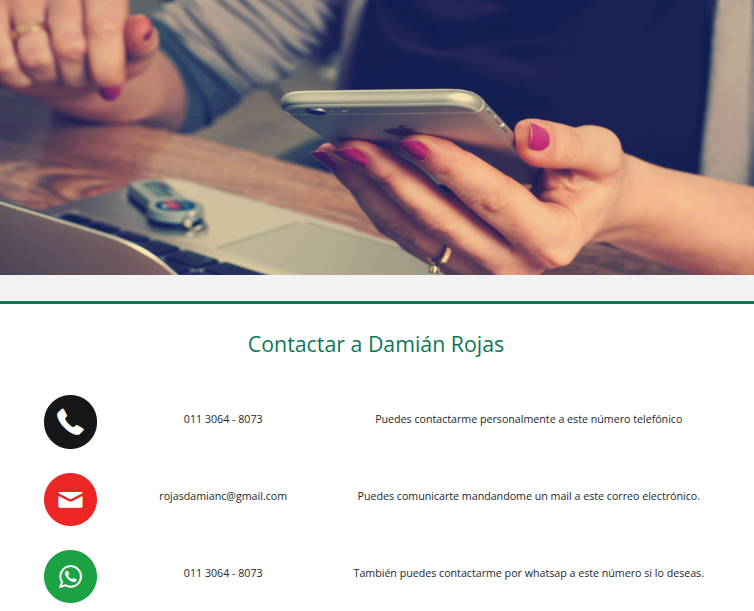 Contactar a Damián Rojas
011 3064 - 8073 Puedes contactarme personalmente a este número telefónico
rojasdamianc@gmail.com Puedes comunicarte mandandome un mail a este correo electrónico.
011 3064 - 8073 También puedes contactarme por whatsap a este número si lo deseas.